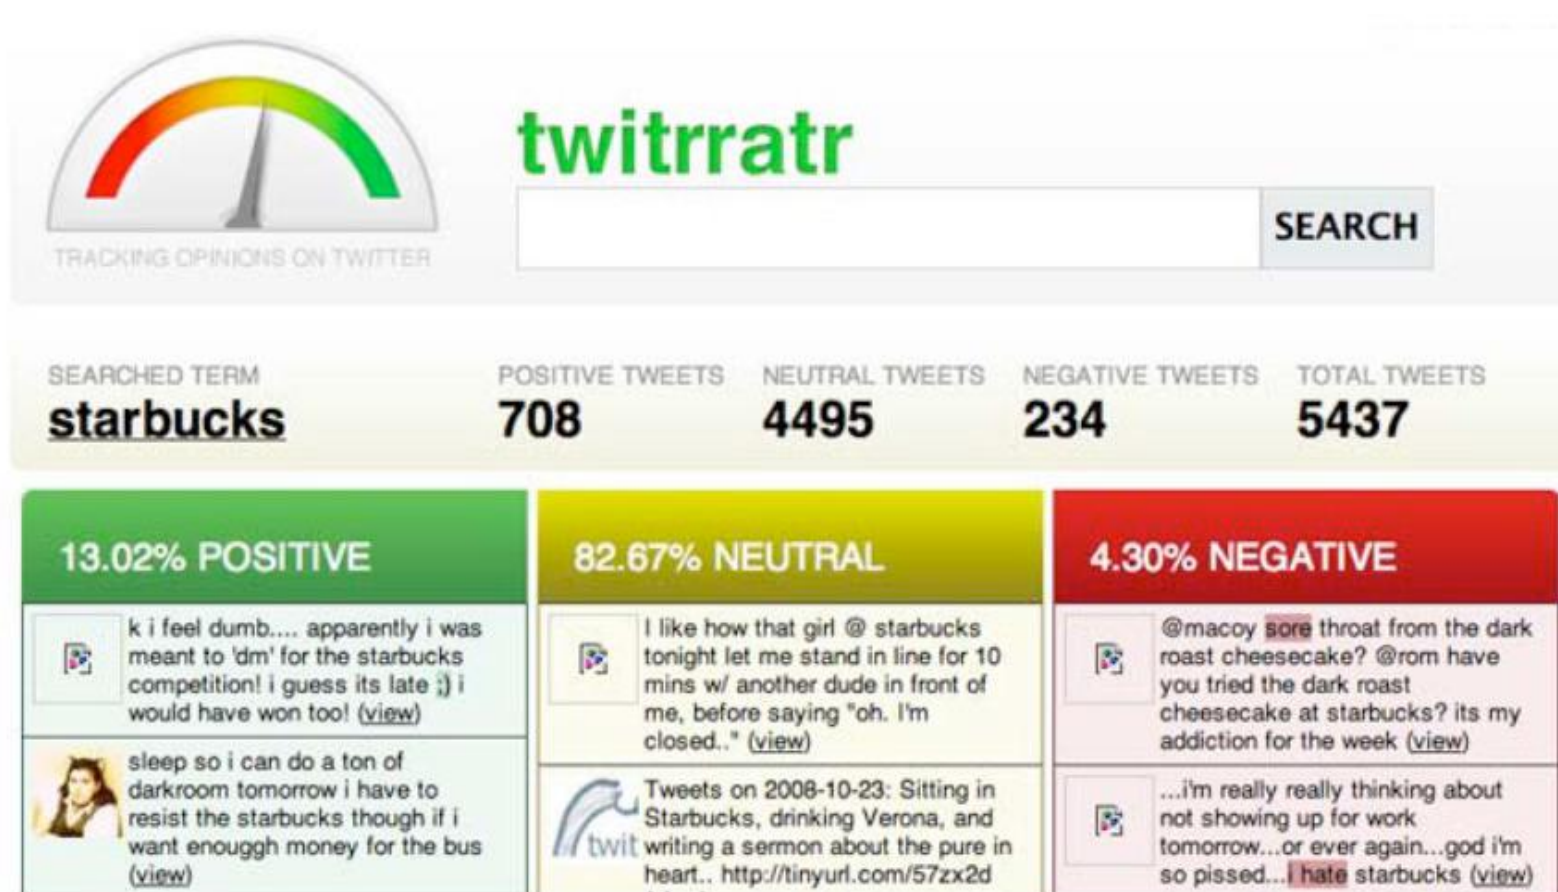 twitrratr
SEARCH
TRACKING OPINIONS ON TWITTER
SEARCHED TERM
starbucks
POSITIVE TWEETS
708
NEUTRAL TWEETS
4495
NEGATIVE TWEETS
234
TOTAL TWEETS
5437
13.02% POSITIVE
k i feel dumb.... apparently i was
meant to 'dm' for the starbucks
competition! i guess its late ;) i
would have won too! (view)
sleep so i can do a ton of
darkroom tomorrow i have to
resist the starbucks though if i
want enouggh money for the bus
(view)
82.67% NEUTRAL
I like how that girl @ starbucks
tonight let me stand in line for 10
mins w/ another dude in front of
me, before saying "oh. I'm
closed.." (view)
twit
Tweets on 2008-10-23: Sitting in
Starbucks, drinking Verona, and
writing a sermon about the pure in
heart.. http://tinyurl.com/57zx2d
4.30% NEGATIVE
@macoy sore throat from the dark
roast cheesecake? @rom have
you tried the dark roast
cheesecake at starbucks? its my
addiction for the week (view)
...i'm really really thinking about
not showing up for work
tomorrow...or ever again...god i'm
so pissed...i hate starbucks (view)